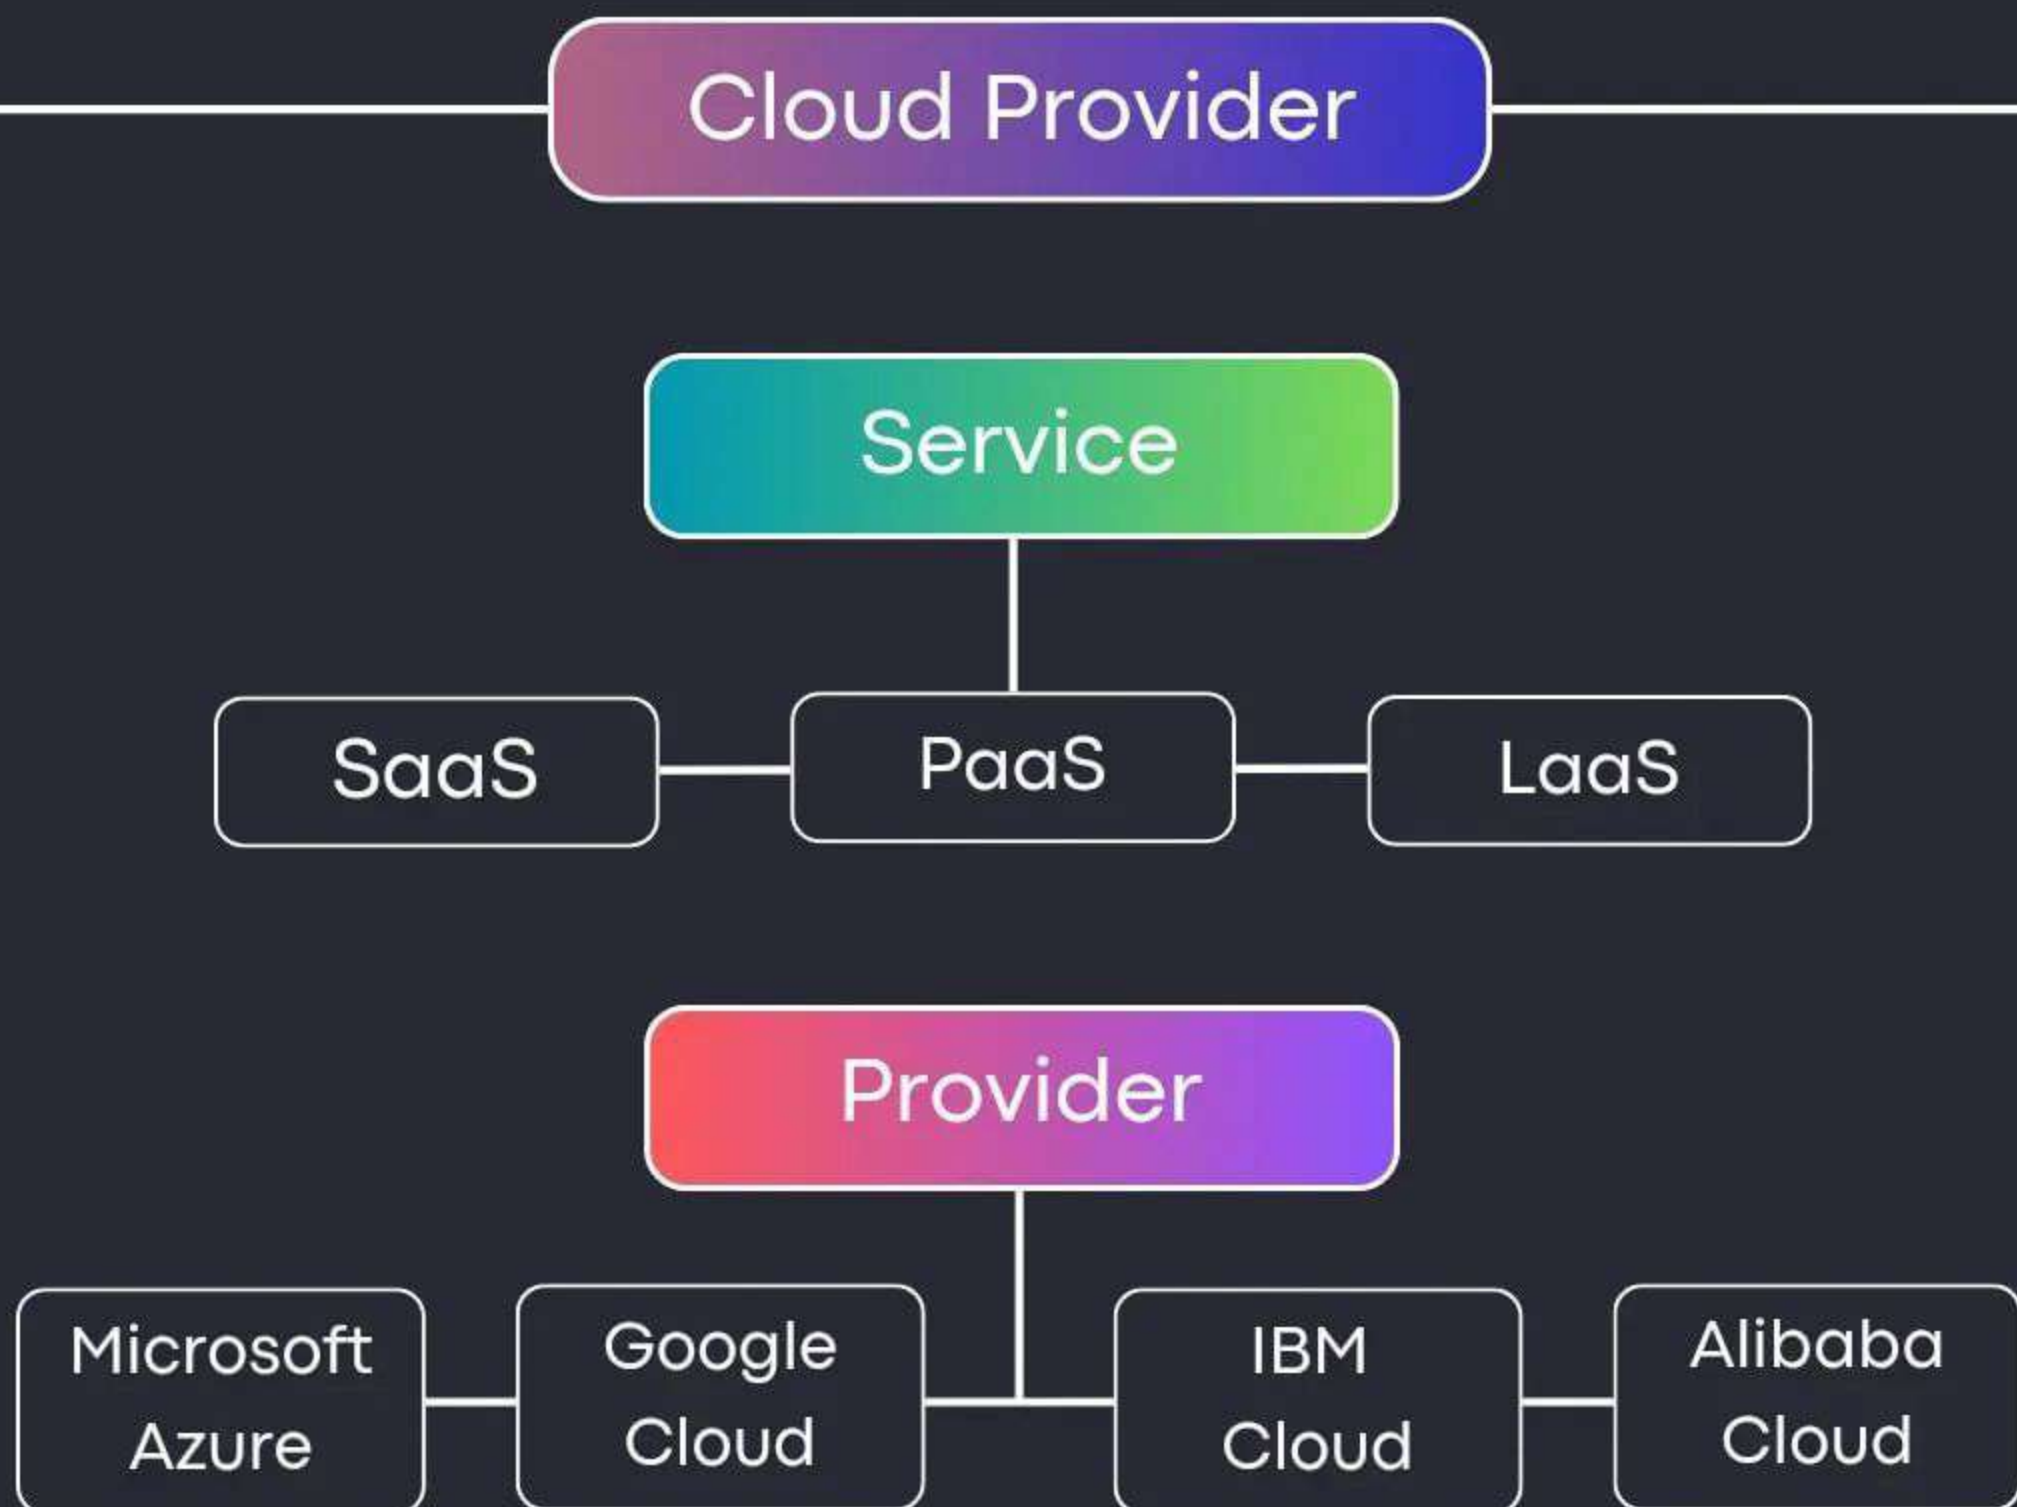 Cloud Provider
Service
SaaS
PaaS
LaaS
Provider
Microsoft
Azure
Google
Cloud
IBM
Cloud
Alibaba
Cloud